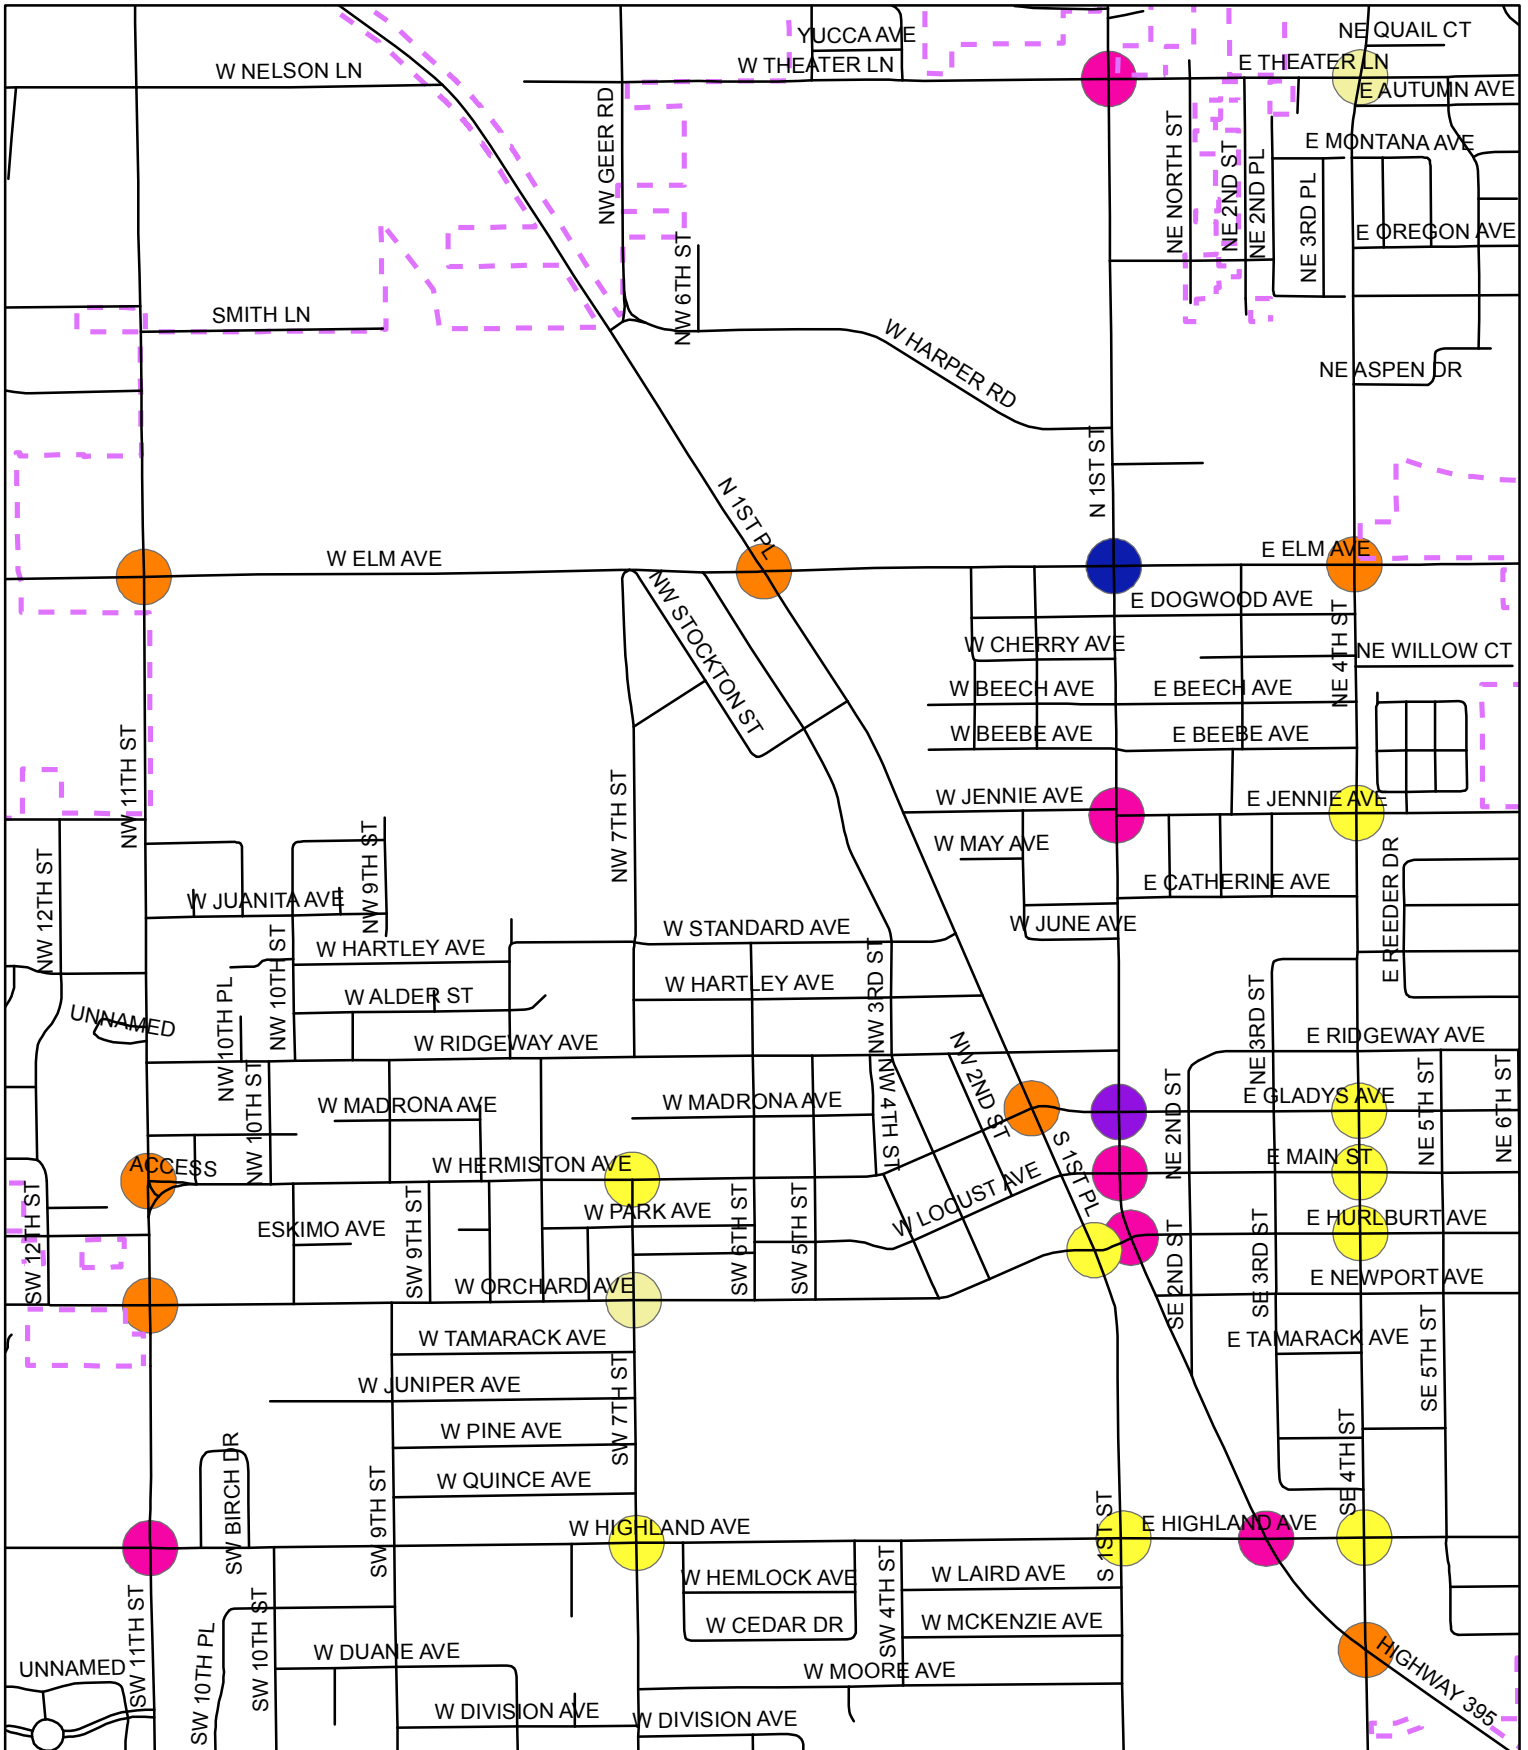 NE QUAIL CT
YUCCA AVE
W THEATER LN
E THEATER LN
W NELSON LN
E AUTUMN AVE
NW GEER RD
NE NORTH ST
NE 2ND ST
NE 2ND PL
E MONTANA AVE
NE 3RD PL
E OREGON AVE
NW 6TH ST
SMITH LN
W HARPER RD
NE ASPEN DR
N 1ST ST
N 1ST PL
W ELM AVE
E ELM AVE
NW STOCKTON ST
E DOGWOOD AVE
NE 4TH ST
W CHERRY AVE
NE WILLOW CT
W BEECH AVE
E BEECH AVE
W BEEBE AVE
E BEEBE AVE
NW 11TH ST
NW 7TH ST
W JENNIE AVE
E JENNIE AVE
NW 12TH ST
NW 9TH ST
W MAY AVE
E REEDER DR
E CATHERINE AVE
W JUANITA AVE
W JUNE AVE
W STANDARD AVE
W HARTLEY AVE
NW 10TH ST
NW 3RD ST
W HARTLEY AVE
W ALDER ST
NW 10TH PL
NE 3RD ST
UNNAMED
E RIDGEWAY AVE
W RIDGEWAY AVE
NW 2ND ST
NE 2ND ST
NE 5TH ST
NE 6TH ST
E GLADYS AVE
W MADRONA AVE
W MADRONA AVE
NW 10TH ST
NW 4TH ST
ACCESS
W HERMISTON AVE
E MAIN ST
S 1ST PL
W LOCUST AVE
W PARK AVE
E HURLBURT AVE
ESKIMO AVE
SW 12TH ST
SW 9TH ST
SW 6TH ST
SW 5TH ST
SE 2ND ST
SE 3RD ST
E NEWPORT AVE
W ORCHARD AVE
W TAMARACK AVE
E TAMARACK AVE
SE 5TH ST
W JUNIPER AVE
SW 7TH ST
W PINE AVE
SE 4TH ST
SW BIRCH DR
W QUINCE AVE
SW 9TH ST
S 1ST ST
W HIGHLAND AVE
E HIGHLAND AVE
W HEMLOCK AVE
W LAIRD AVE
SW 4TH ST
SW 11TH ST
SW 10TH ST
W CEDAR DR
W MCKENZIE AVE
SW 10TH PL
W DUANE AVE
UNNAMED
W MOORE AVE
HIGHWAY 395
W DIVISION AVE
W DIVISION AVE